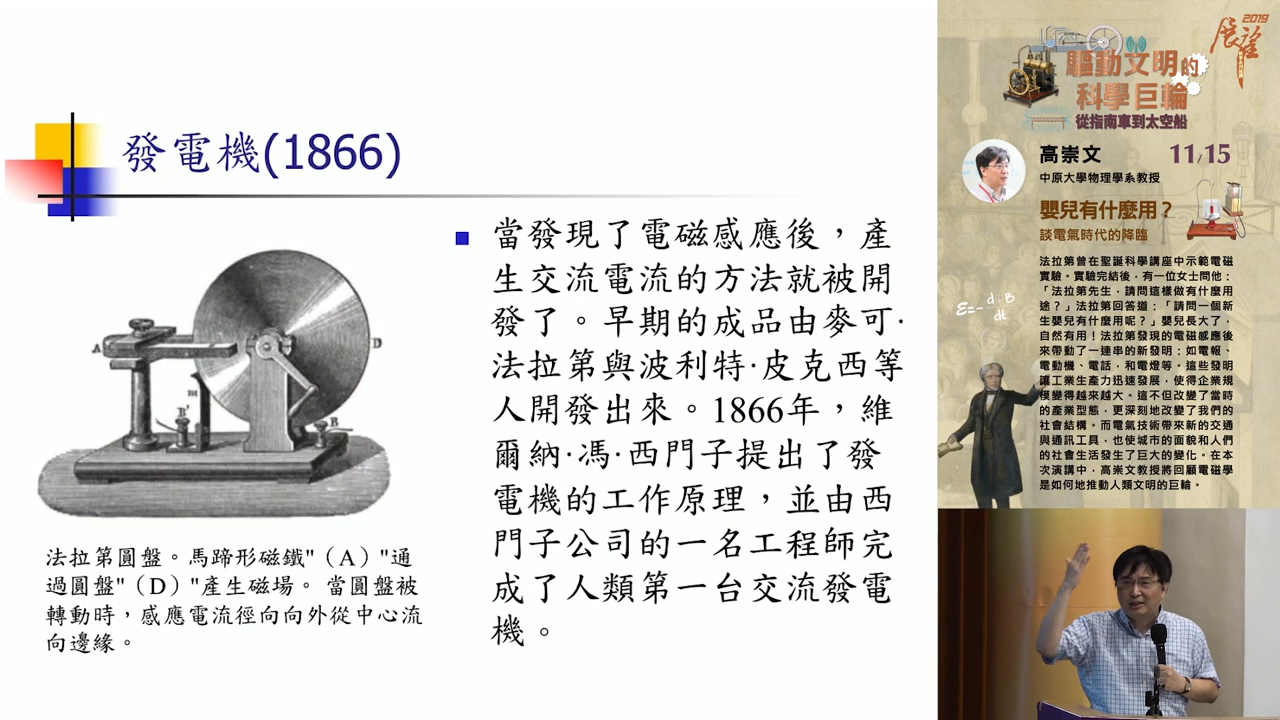 發電機(1866)
當發現了電磁感應後，產
生交流電流的方法就被開
發了。早期的成品由麥可·
法拉第與波利特·皮克西等
人開發出來。1866年，維
爾納·馮·西門子提出了發
電機的工作原理，並由西
門子公司的一名工程師完
成了人類第一台交流發電
機。
A
D
B'
m
B
法拉第圓盤。馬蹄形磁鐵"（A）"通
過圓盤"（D）"產生磁場。 當圓盤被
轉動時，感應電流徑向向外從中心流
向邊緣。
2019
展望
驅動文明的
科學巨輪
從指南車到太空船
高崇文
11/15
中原大學物理學系教授
嬰兒有什麼用？
談電氣時代的降臨
法拉第曾在聖誕科學講座中示範電磁
實驗。實驗完結後，有一位女士問他：
「法拉第先生，請問這樣做有什麼用
途？」法拉第回答道：「請問一個新
生嬰兒有什麼用呢？」嬰兒長大了，
自然有用！法拉第發現的電磁感應後
來帶動了一連串的新發明：如電報、
電動機、電話，和電燈等。這些發明
讓工業生產力迅速發展，使得企業規
模變得越來越大。這不但改變了當時
的產業型態，更深刻地改變了我們的
社會結構。而電氣技術帶來新的交通
與通訊工具，也使城市的面貌和人們
的社會生活發生了巨大的變化。在本
次演講中，高崇文教授將回顧電磁學
是如何地推動人類文明的巨輪。